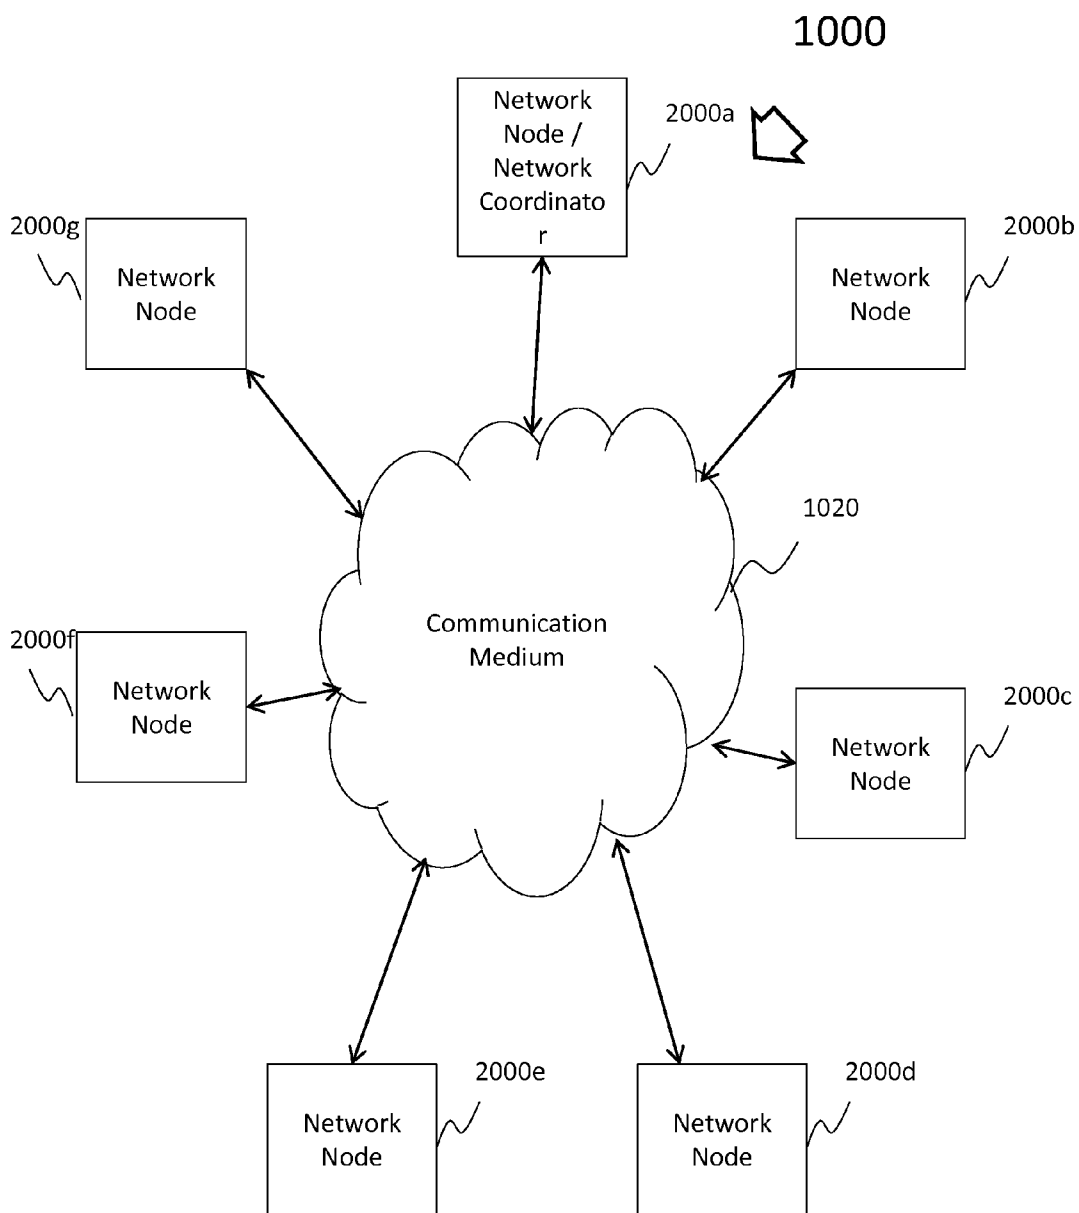 1000
Network
Node /
Network
Coordinato
r
2000a
2000g
Network
Node
2000b
Network
Node
1020
Communication
Medium
2000f
Network
Node
2000c
Network
Node
2000e
Network
Node
2000d
Network
Node